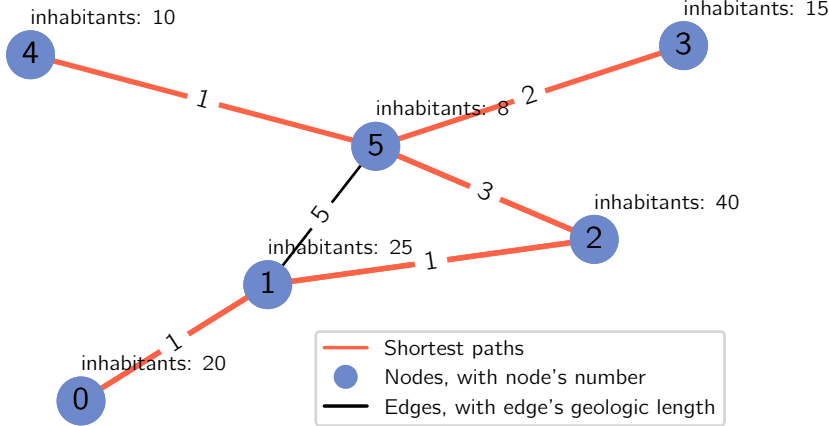 inhabitants: 15
inhabitants: 10
3
4
2
1
inhabitants: 8
5
3
inhabitants: 40
5
2
inhabitants: 25
1
1
1
inhabitants: 20
0
Shortest paths
Nodes, with node's number
Edges, with edge's geologic length